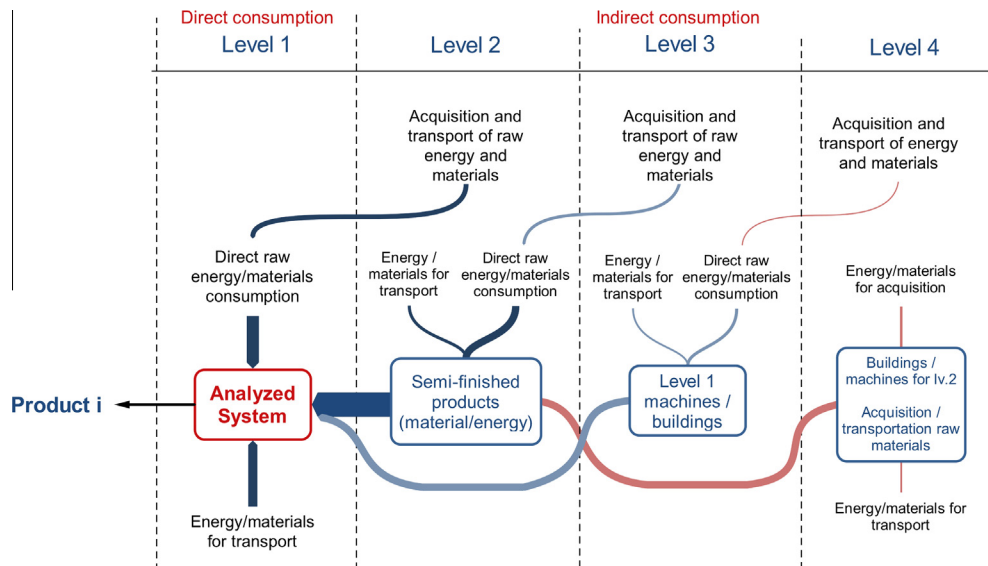 Direct consumption
Indirect consumption
Level 1
Level 2
Level 3
Level 4
Acquisition and
transport of raw
energy and
materials
Acquisition and
transport of raw
energy and
materials
Acquisition and
transport of energy
and materials
Direct raw
energy/materials
consumption
Energy /
materials for
transport
Direct raw
energy/materials
consumption
Energy /
materials for
transport
Direct raw
energy/materials
consumption
Energy/materials
for acquisition
Product i
Analyzed
System
Semi-finished
products
(material/energy)
Level 1
machines /
buildings
Buildings /
machines for lv.2
Acquisition /
transportation raw
materials
Energy/materials
for transport
Energy/materials for
transport